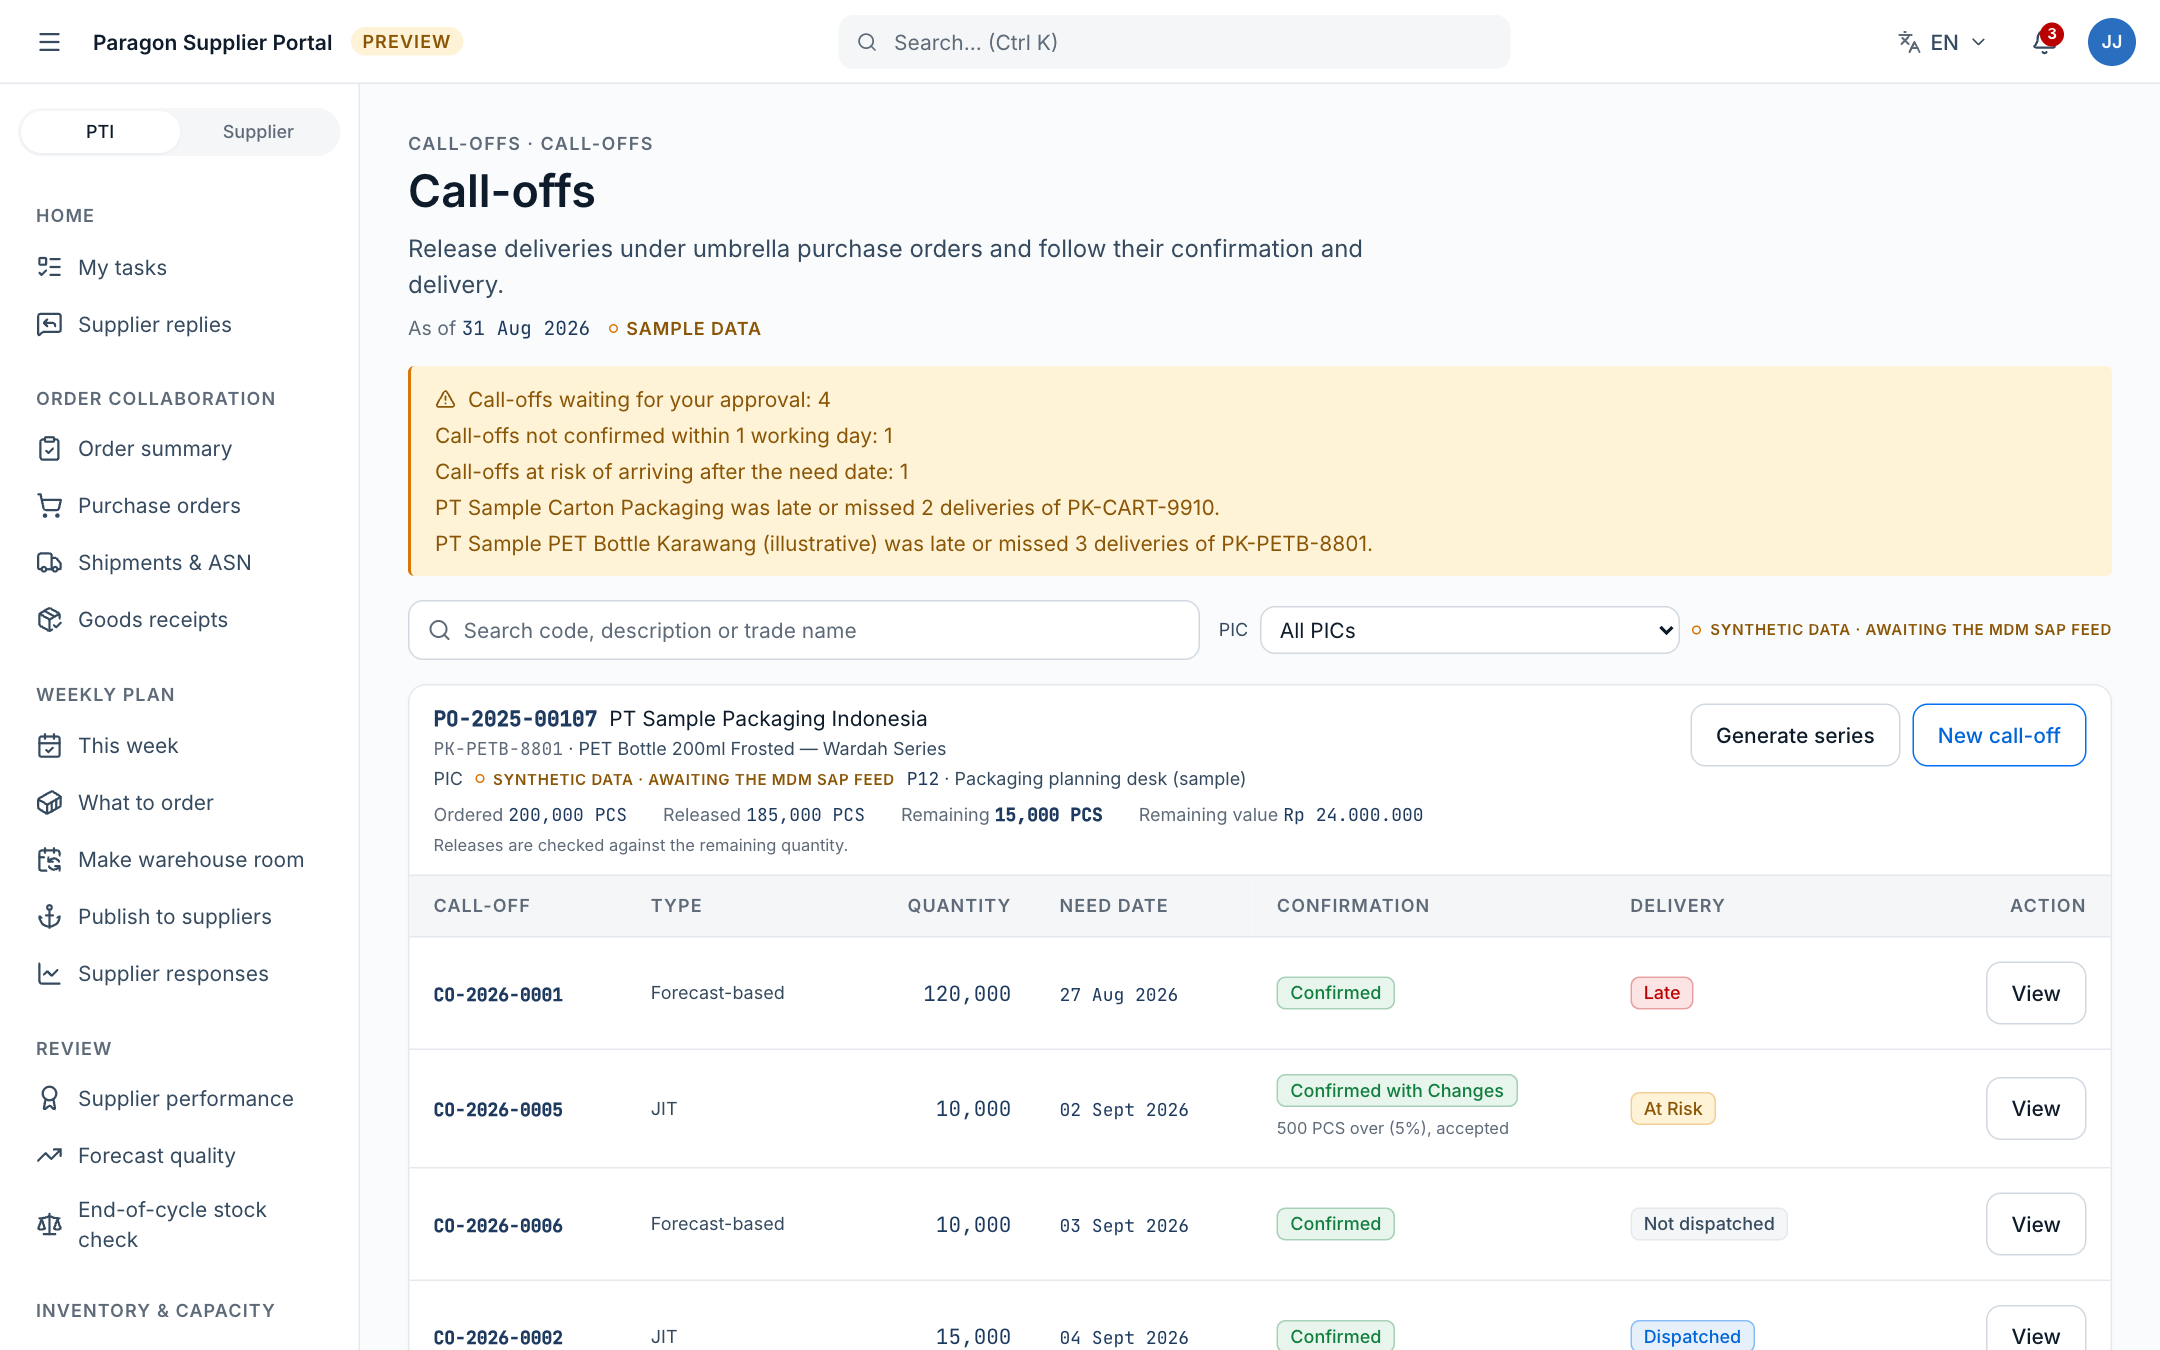 Paragon Supplier Portal PREVIEW
Search... (Ctrl K)
EN
3
JJ
PTI Supplier
HOME
My tasks
Supplier replies
ORDER COLLABORATION
Order summary
Purchase orders
Shipments & ASN
Goods receipts
WEEKLY PLAN
This week
What to order
Make warehouse room
Publish to suppliers
Supplier responses
REVIEW
Supplier performance
Forecast quality
End-of-cycle stock
check
INVENTORY & CAPACITY
CALL-OFFS · CALL-OFFS
Call-offs
Release deliveries under umbrella purchase orders and follow their confirmation and
delivery.
As of 31 Aug 2026 SAMPLE DATA
Call-offs waiting for your approval: 4
Call-offs not confirmed within 1 working day: 1
Call-offs at risk of arriving after the need date: 1
PT Sample Carton Packaging was late or missed 2 deliveries of PK-CART-9910.
PT Sample PET Bottle Karawang (illustrative) was late or missed 3 deliveries of PK-PETB-8801.
Search code, description or trade name
PIC All PICs SYNTHETIC DATA · AWAITING THE MDM SAP FEED
PO-2025-00107 PT Sample Packaging Indonesia
PK-PETB-8801 · PET Bottle 200ml Frosted — Wardah Series
PIC SYNTHETIC DATA · AWAITING THE MDM SAP FEED P12 · Packaging planning desk (sample)
Ordered 200,000 PCS Released 185,000 PCS Remaining 15,000 PCS Remaining value Rp 24.000.000
Releases are checked against the remaining quantity.
Generate series New call-off
CALL-OFF TYPE QUANTITY NEED DATE CONFIRMATION DELIVERY ACTION
CO-2026-0001 Forecast-based 120,000 27 Aug 2026 Confirmed Late View
CO-2026-0005 JIT 10,000 02 Sept 2026 Confirmed with Changes At Risk View
500 PCS over (5%), accepted
CO-2026-0006 Forecast-based 10,000 03 Sept 2026 Confirmed Not dispatched View
CO-2026-0002 JIT 15,000 04 Sept 2026 Confirmed Dispatched View